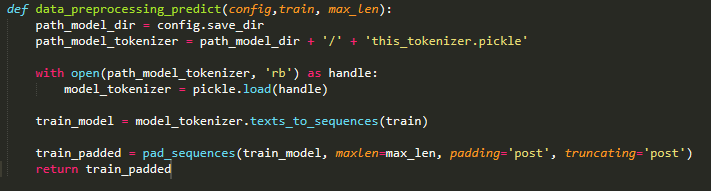 def data_preprocessing_predict(config,train, max_len):
    path_model_dir = config.save_dir
    path_model_tokenizer = path_model_dir + '/' + 'this_tokenizer.pickle'
    with open(path_model_tokenizer, 'rb') as handle:
        model_tokenizer = pickle.load(handle)
    train_model = model_tokenizer.texts_to_sequences(train)
    train_padded = pad_sequences(train_model, maxlen=max_len, padding='post', truncating='post')
    return train_padded